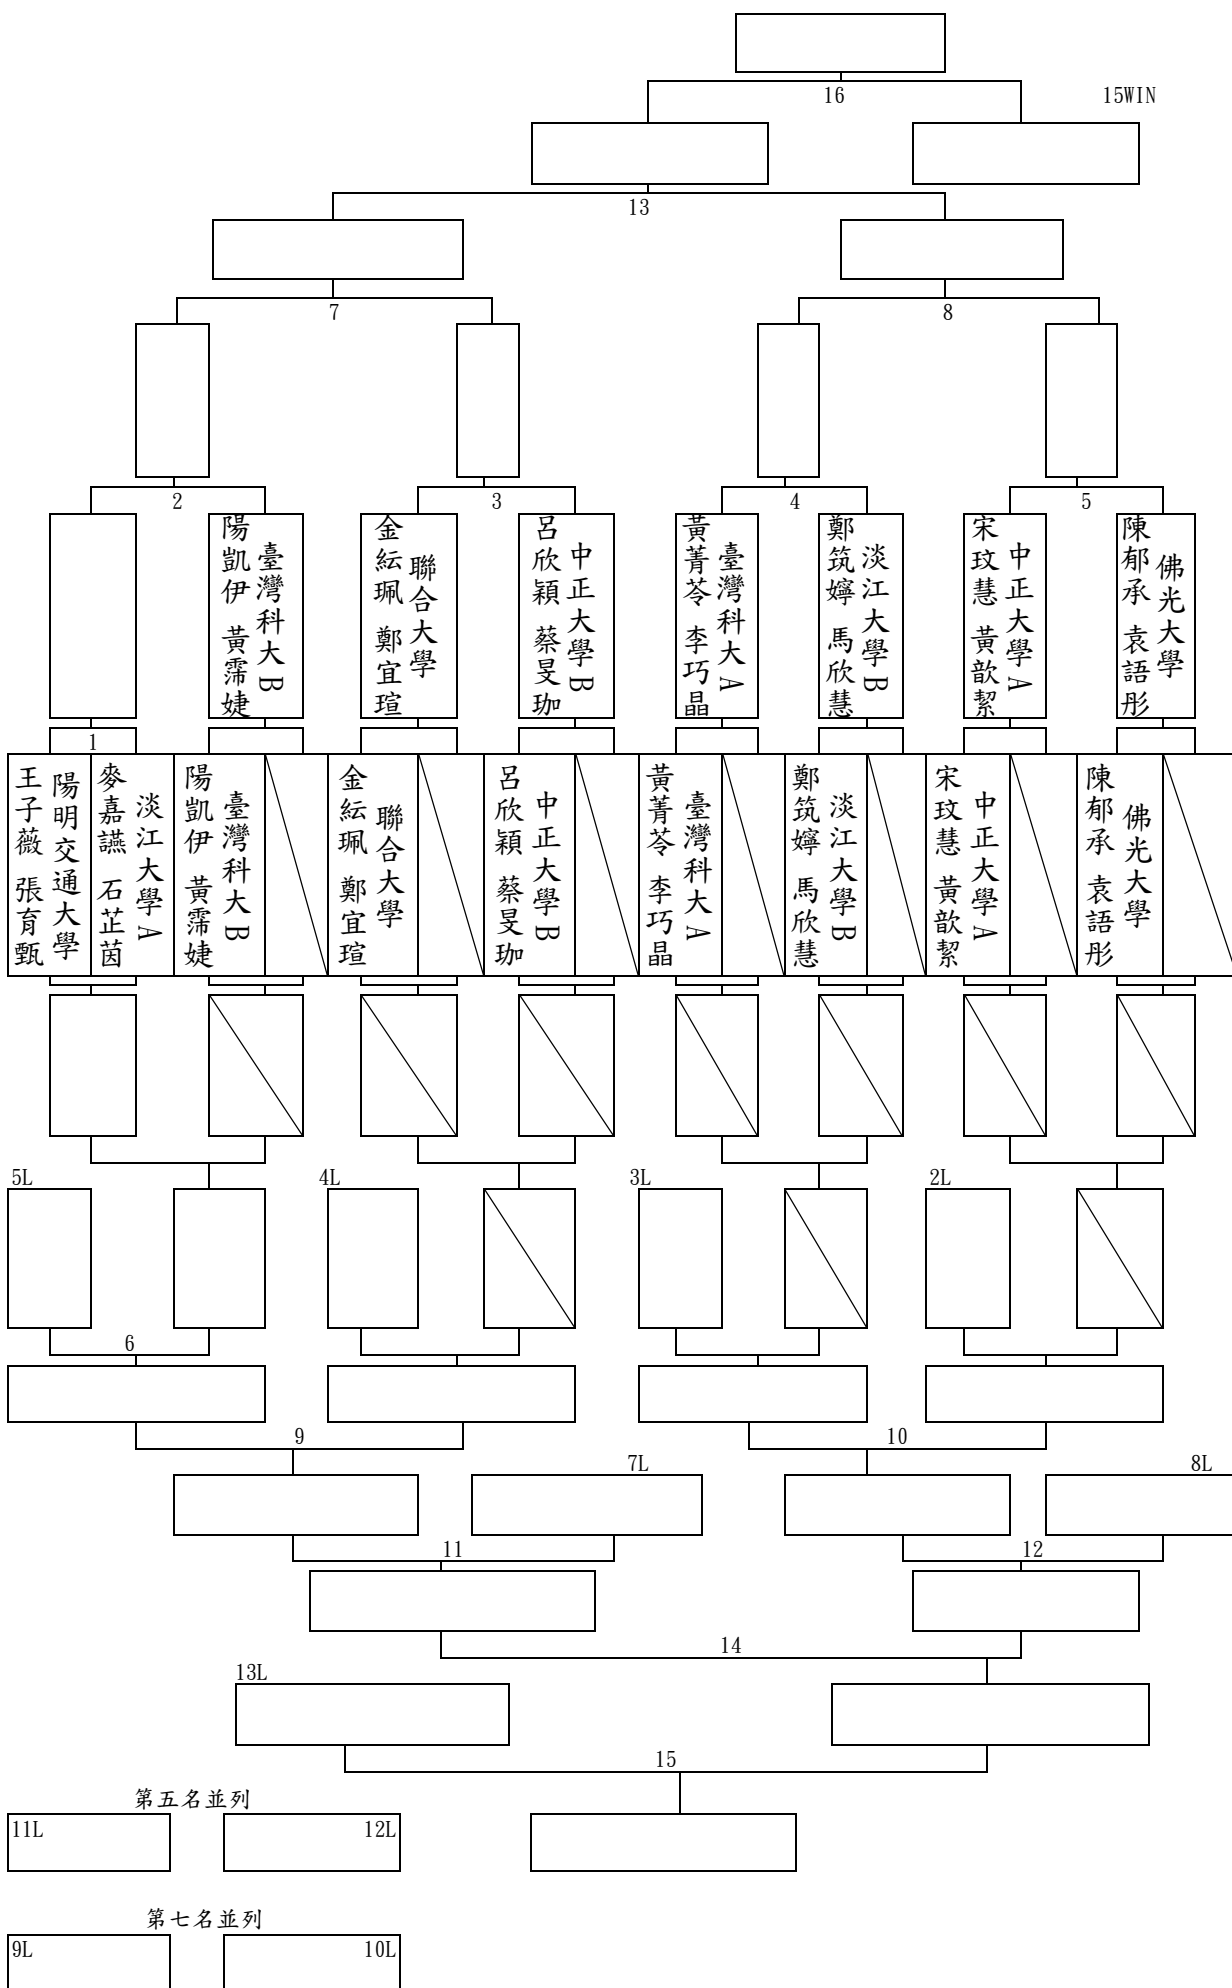 16
15WIN
13
7
8
2
3
4
5
臺灣科大B
陽凱伊 黃霈婕
聯合大學
金紜珮 鄭宜瑄
中正大學B
呂欣穎 蔡旻珈
臺灣科大A
黃菁苓 李巧晶
淡江大學B
鄭筑嬣 馬欣慧
中正大學A
宋玟慧 黃歆絜
佛光大學
陳郁承 袁語彤
1
陽明交通大學
王子薇 張育甄
淡江大學A
麥嘉讌 石芷茵
臺灣科大B
陽凱伊 黃霈婕
聯合大學
金紜珮 鄭宜瑄
中正大學B
呂欣穎 蔡旻珈
臺灣科大A
黃菁苓 李巧晶
淡江大學B
鄭筑嬣 馬欣慧
中正大學A
宋玟慧 黃歆絜
佛光大學
陳郁承 袁語彤
5L
4L
3L
2L
6
9
10
7L
8L
11
12
14
13L
15
第五名並列
11L
12L
第七名並列
9L
10L